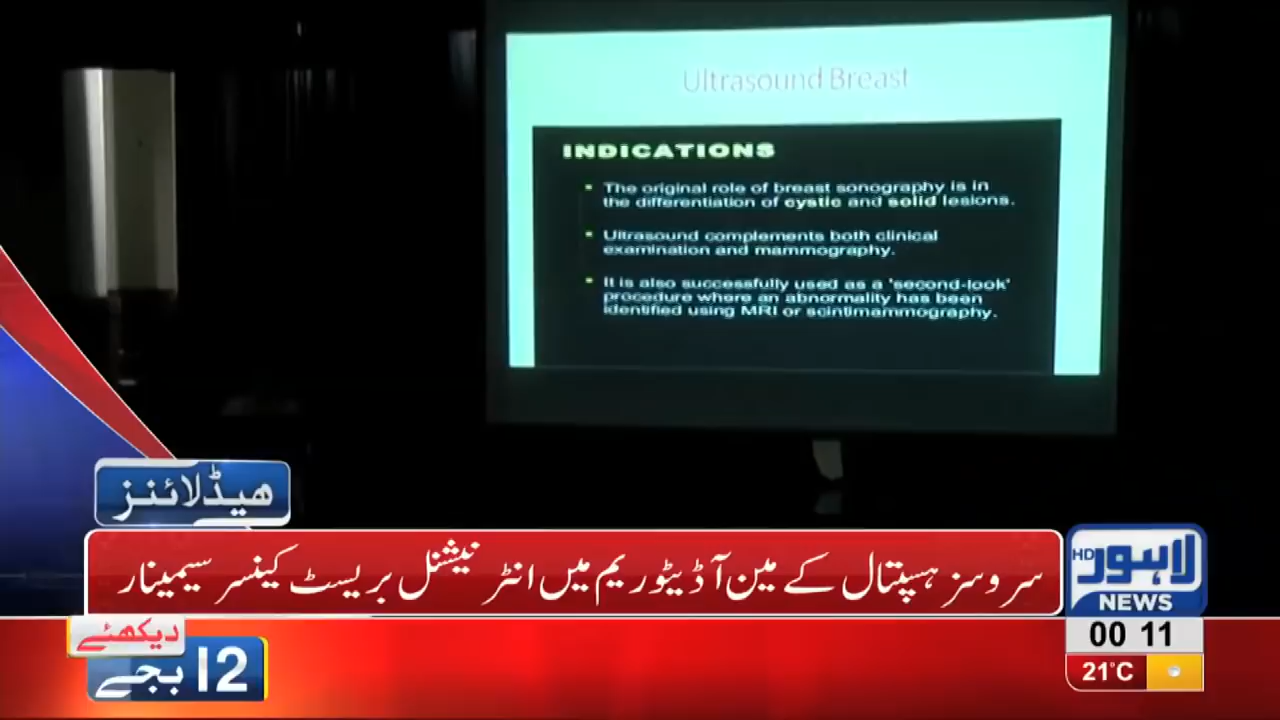 Ultrasound Breast
INDICATIONS
▪ The original role of breast sonography is in
the differentiation of cystic and solid lesions.
▪ Ultrasound complements both clinical
examination and mammography.
▪ It is also successfully used as a 'second-look'
procedure where an abnormality has been
identified using MRI or scintimammography.
ہیڈلائنز
سروسز ہسپتال کے مین آڈیٹوریم میں انٹرنیشنل بریسٹ کینسر سیمینار
لاہور HD
NEWS
00 11
21°C
دیکھئے
12 بجے